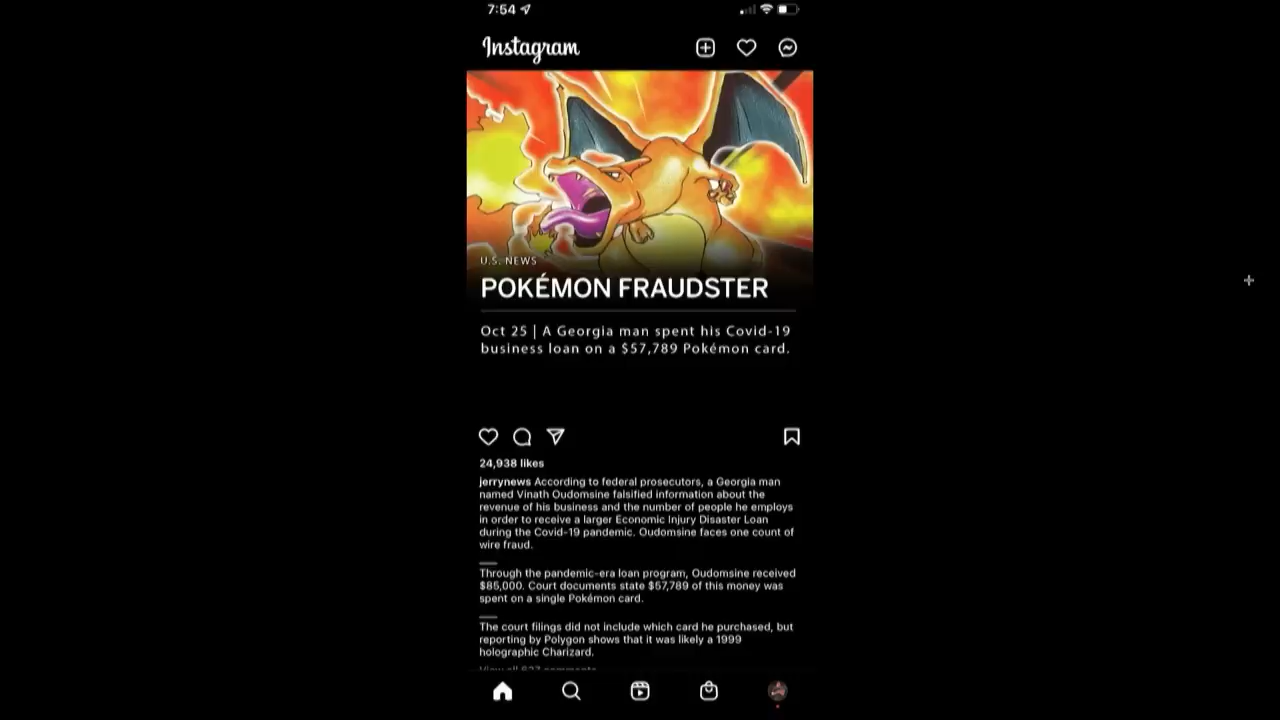 7:54
Instagram
U.S. NEWS
POKÉMON FRAUDSTER
Oct 25 | A Georgia man spent his Covid-19
business loan on a $57,789 Pokémon card.
24,938 likes
jerrynews According to federal prosecutors, a Georgia man
named Vinath Oudomsine falsified information about the
revenue of his business and the number of people he employs
in order to receive a larger Economic Injury Disaster Loan
during the Covid-19 pandemic. Oudomsine faces one count of
wire fraud.
Through the pandemic-era loan program, Oudomsine received
$85,000. Court documents state $57,789 of this money was
spent on a single Pokémon card.
The court filings did not include which card he purchased, but
reporting by Polygon shows that it was likely a 1999
holographic Charizard.
View all 627 comments